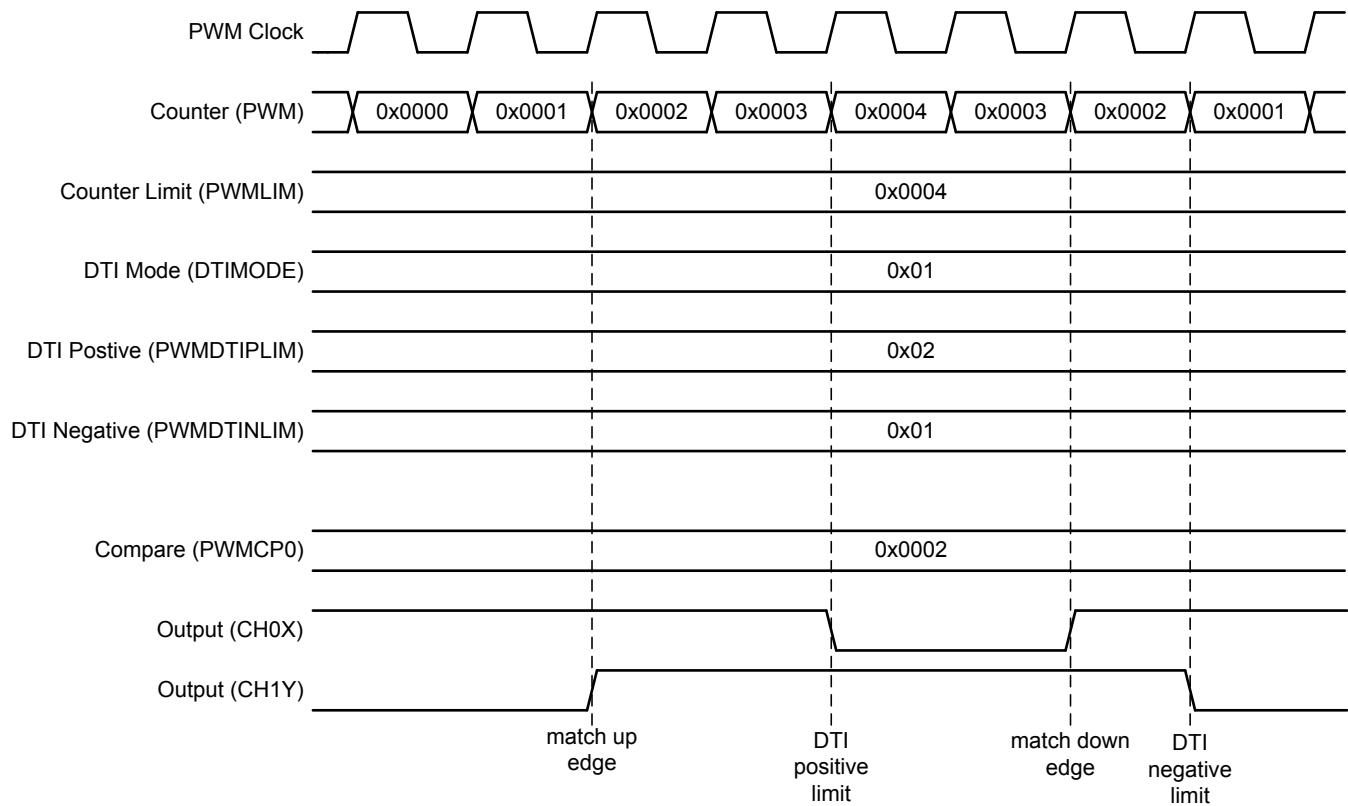 PWM Clock
Counter (PWM)
0x0000
0x0001
0x0002
0x0003
0x0004
0x0003
0x0002
0x0001
Counter Limit (PWMLIM)
0x0004
DTI Mode (DTIMODE)
0x01
DTI Postive (PWMDTIPLIM)
0x02
DTI Negative (PWMDTINLIM)
0x01
Compare (PWMCP0)
0x0002
Output (CH0X)
Output (CH1Y)
match up
edge
DTI
positive
limit
match down
edge
DTI
negative
limit